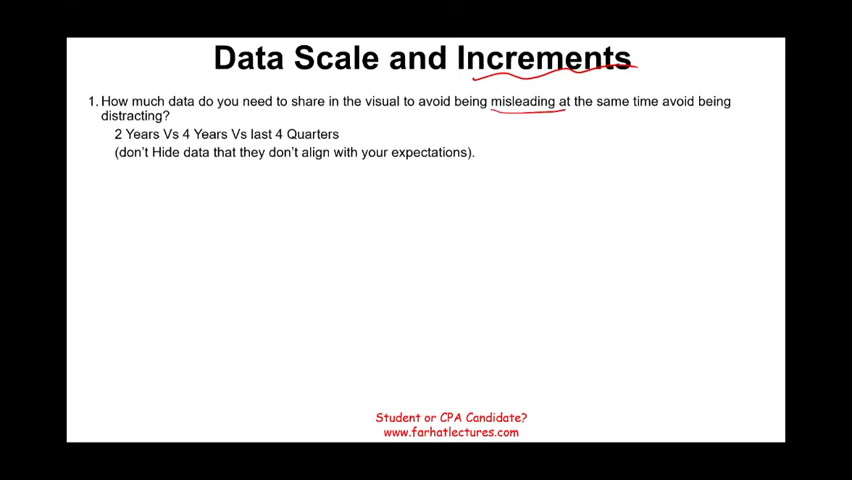 Data Scale and Increments
1. How much data do you need to share in the visual to avoid being misleading at the same time avoid being
distracting?
2 Years Vs 4 Years Vs last 4 Quarters
(don't Hide data that they don't align with your expectations).
Student or CPA Candidate?
www.farhatlectures.com